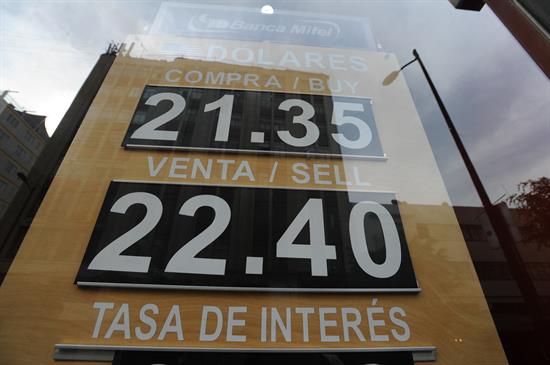 Banca Mifel
DOLARES
COMPRA / BUY
21.35
VENTA / SELL
22.40
TASA DE INTERÉS